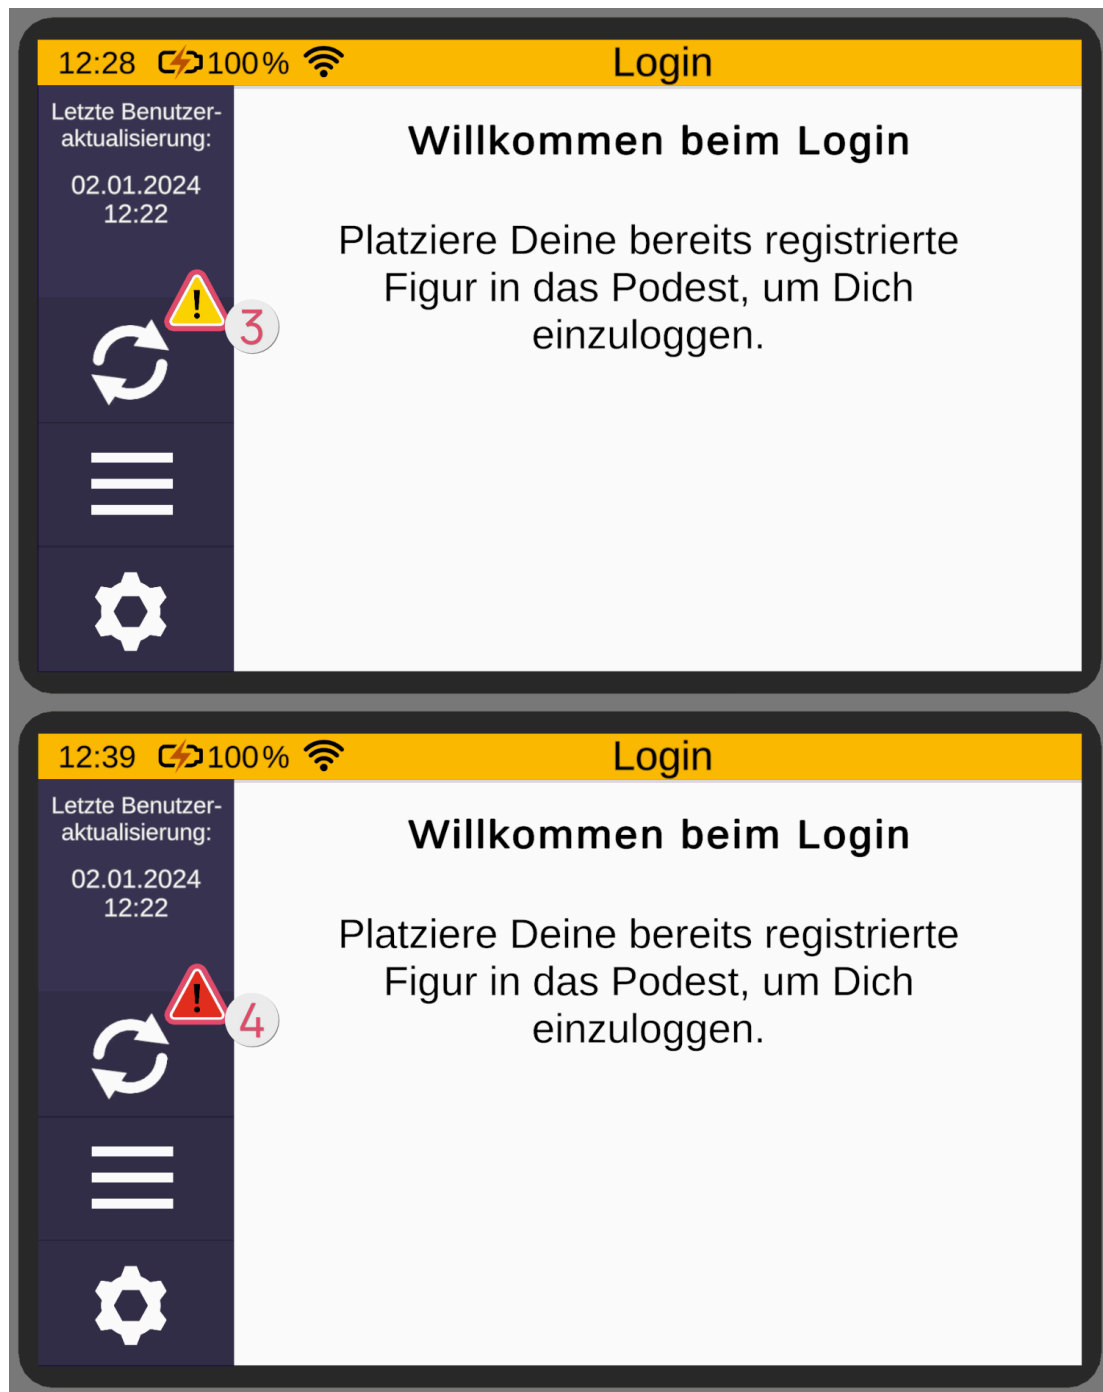 12:28 100% Login
Letzte Benutzer-
aktualisierung:
02.01.2024
12:22
Willkommen beim Login
Platziere Deine bereits registrierte
Figur in das Podest, um Dich
einzuloggen.
!
3
12:39 100% Login
Letzte Benutzer-
aktualisierung:
02.01.2024
12:22
Willkommen beim Login
Platziere Deine bereits registrierte
Figur in das Podest, um Dich
einzuloggen.
!
4